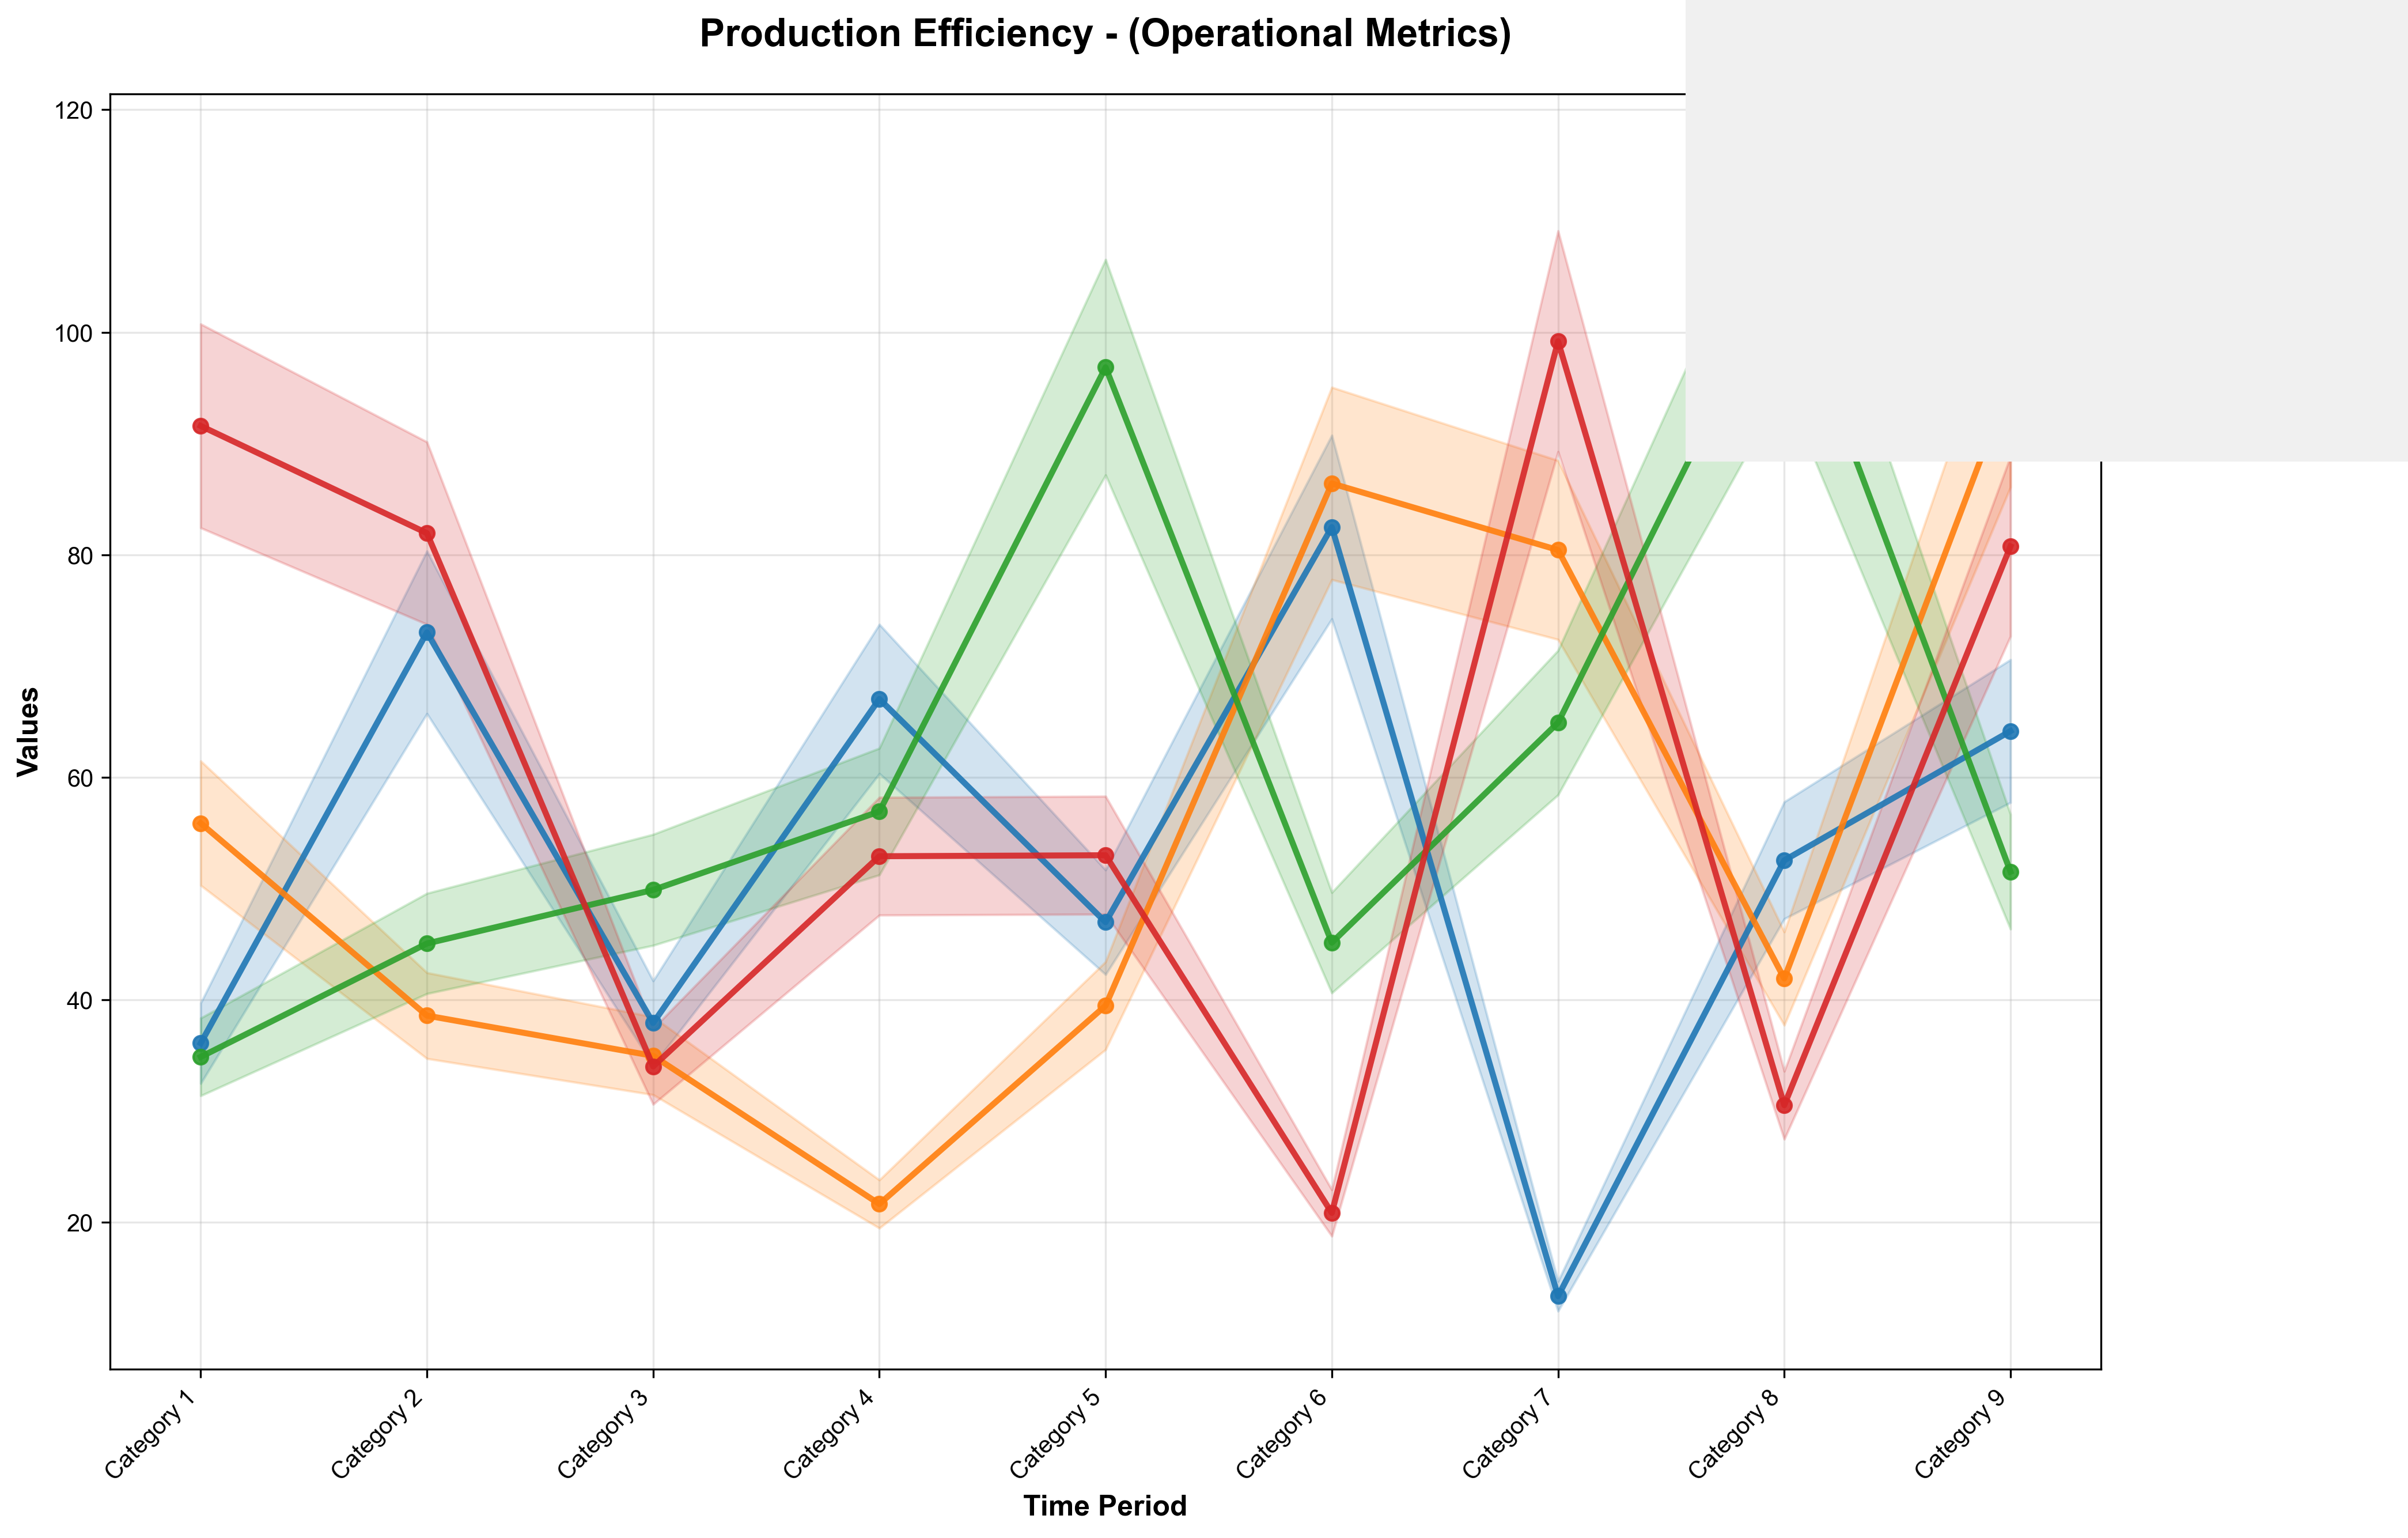 Production Efficiency - (Operational Metrics)
120
100
80
60
40
20
Values
Category 1
Category 2
Category 3
Category 4
Category 5
Category 6
Category 7
Category 8
Category 9
Time Period